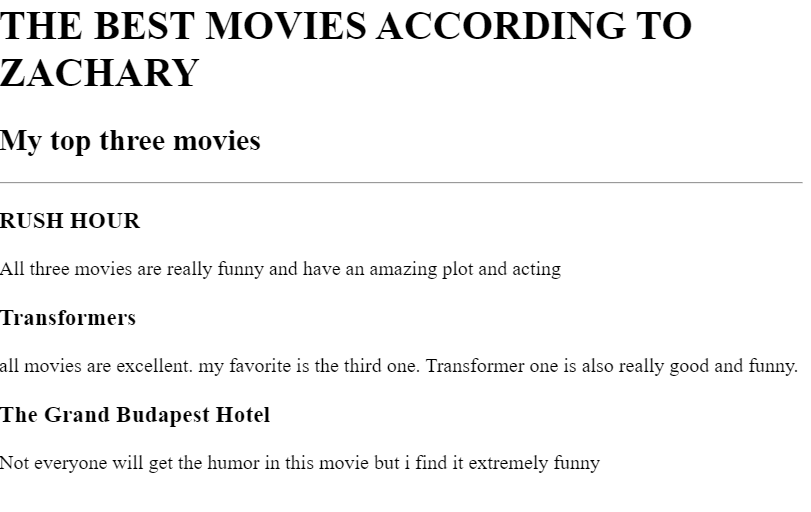 THE BEST MOVIES ACCORDING TO
ZACHARY
My top three movies
RUSH HOUR
All three movies are really funny and have an amazing plot and acting
Transformers
all movies are excellent. my favorite is the third one. Transformer one is also really good and funny.
The Grand Budapest Hotel
Not everyone will get the humor in this movie but i find it extremely funny